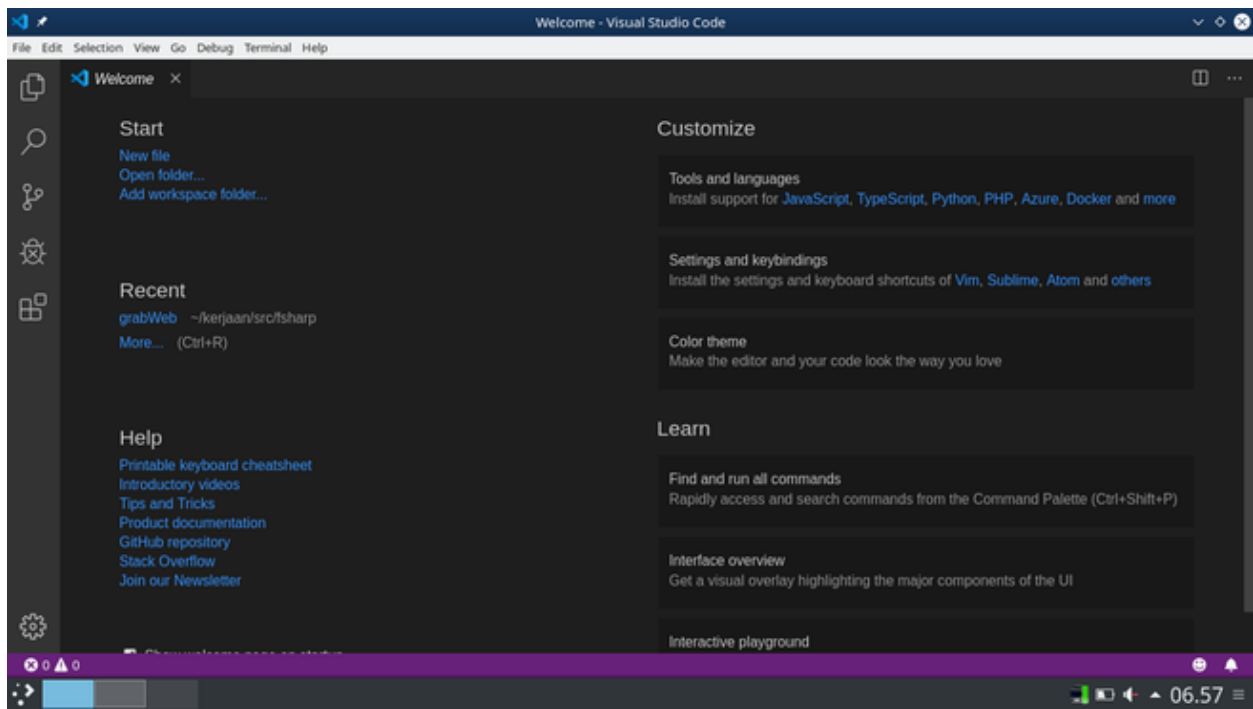 Welcome - Visual Studio Code
File Edit Selection View Go Debug Terminal Help
Welcome
Start
New file
Open folder...
Add workspace folder...
Recent
grabWeb ~/kerjaan/src/fsharp
More... (Ctrl+R)
Help
Printable keyboard cheatsheet
Introductory videos
Tips and Tricks
Product documentation
GitHub repository
Stack Overflow
Join our Newsletter
Show welcome page on startup
Customize
Tools and languages
Install support for JavaScript, TypeScript, Python, PHP, Azure, Docker and more
Settings and keybindings
Install the settings and keyboard shortcuts of Vim, Sublime, Atom and others
Color theme
Make the editor and your code look the way you love
Learn
Find and run all commands
Rapidly access and search commands from the Command Palette (Ctrl+Shift+P)
Interface overview
Get a visual overlay highlighting the major components of the UI
Interactive playground
0 0
06.57